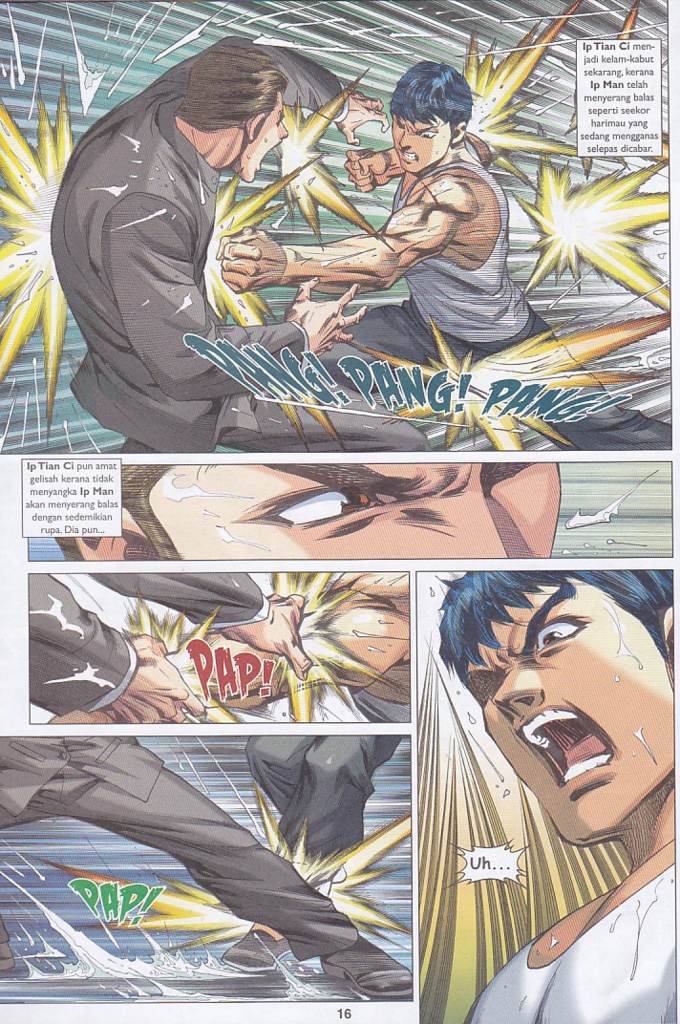 Ip Tian Ci men-
jadi kelam-kabut
sekarang, kerana
Ip Man telah
menyerang balas
seperti seekor
harimau yang
sedang mengganas
selepas dicabar.
PANG! PANG! PANG!
Ip Tian Ci pun amat
gelisah kerana tidak
menyangka Ip Man
akan menyerang balas
dengan sedemikian
rupa. Dia pun...
PAP!
PAP!
Uh...
16